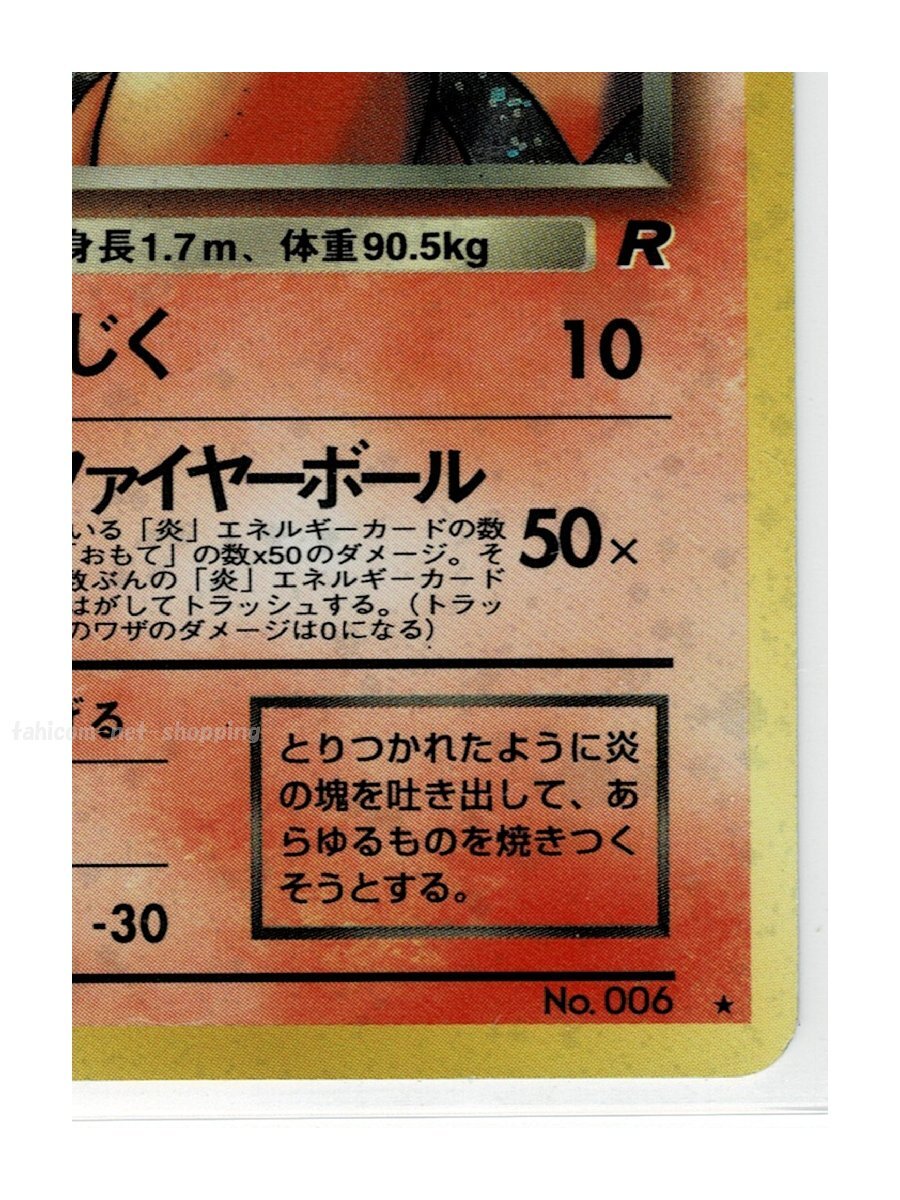 身長1.7m、体重90.5kg
R
じく
10
ファイヤーボール
いる「炎」エネルギーカードの数
「おもて」の数x50のダメージ。そ
数ぶんの「炎」エネルギーカード
はがしてトラッシュする。(トラッ
のワザのダメージは0になる)
50×
げる
tahicom-net-shopping
とりつかれたように炎
の塊を吐き出して、あ
らゆるものを焼きつく
そうとする。
-30
No. 006 ★